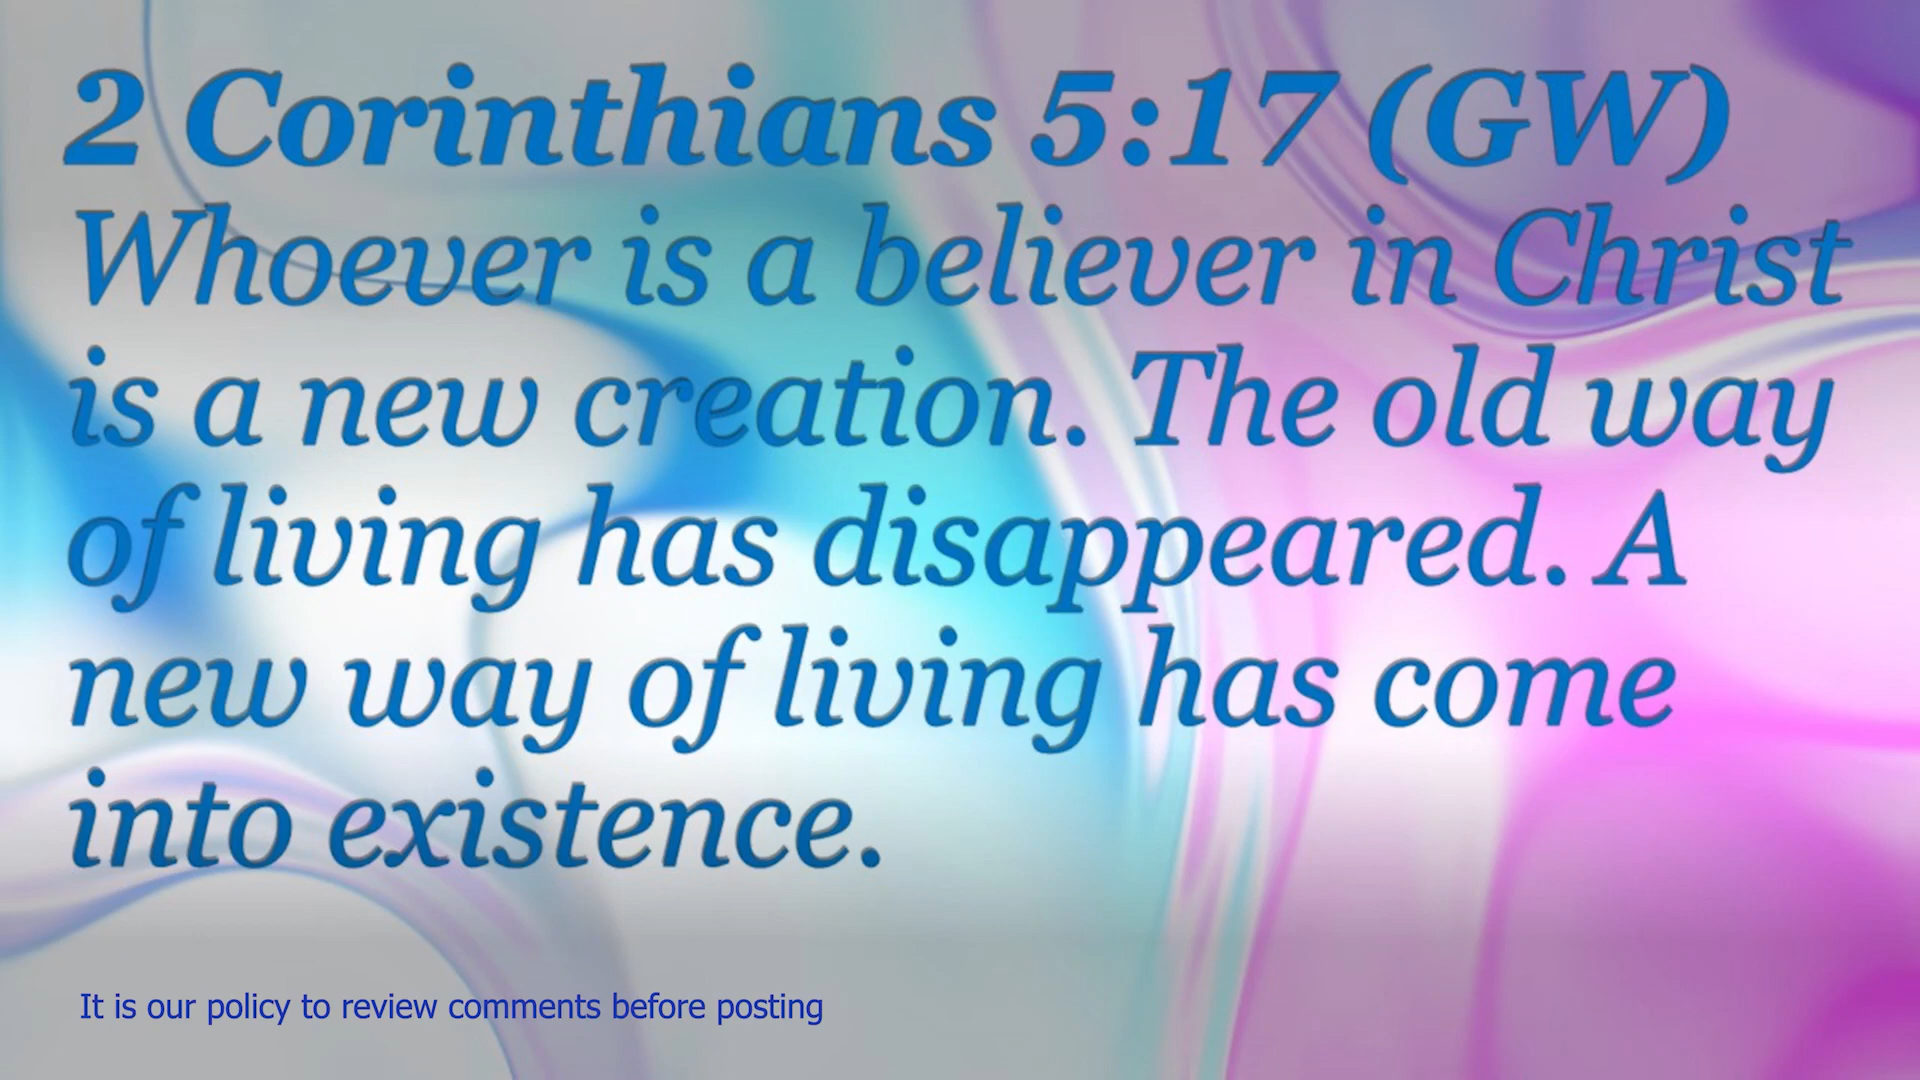 2 Corinthians 5:17 (GW)
Whoever is a believer in Christ
is a new creation. The old way
of living has disappeared. A
new way of living has come
into existence.
It is our policy to review comments before posting